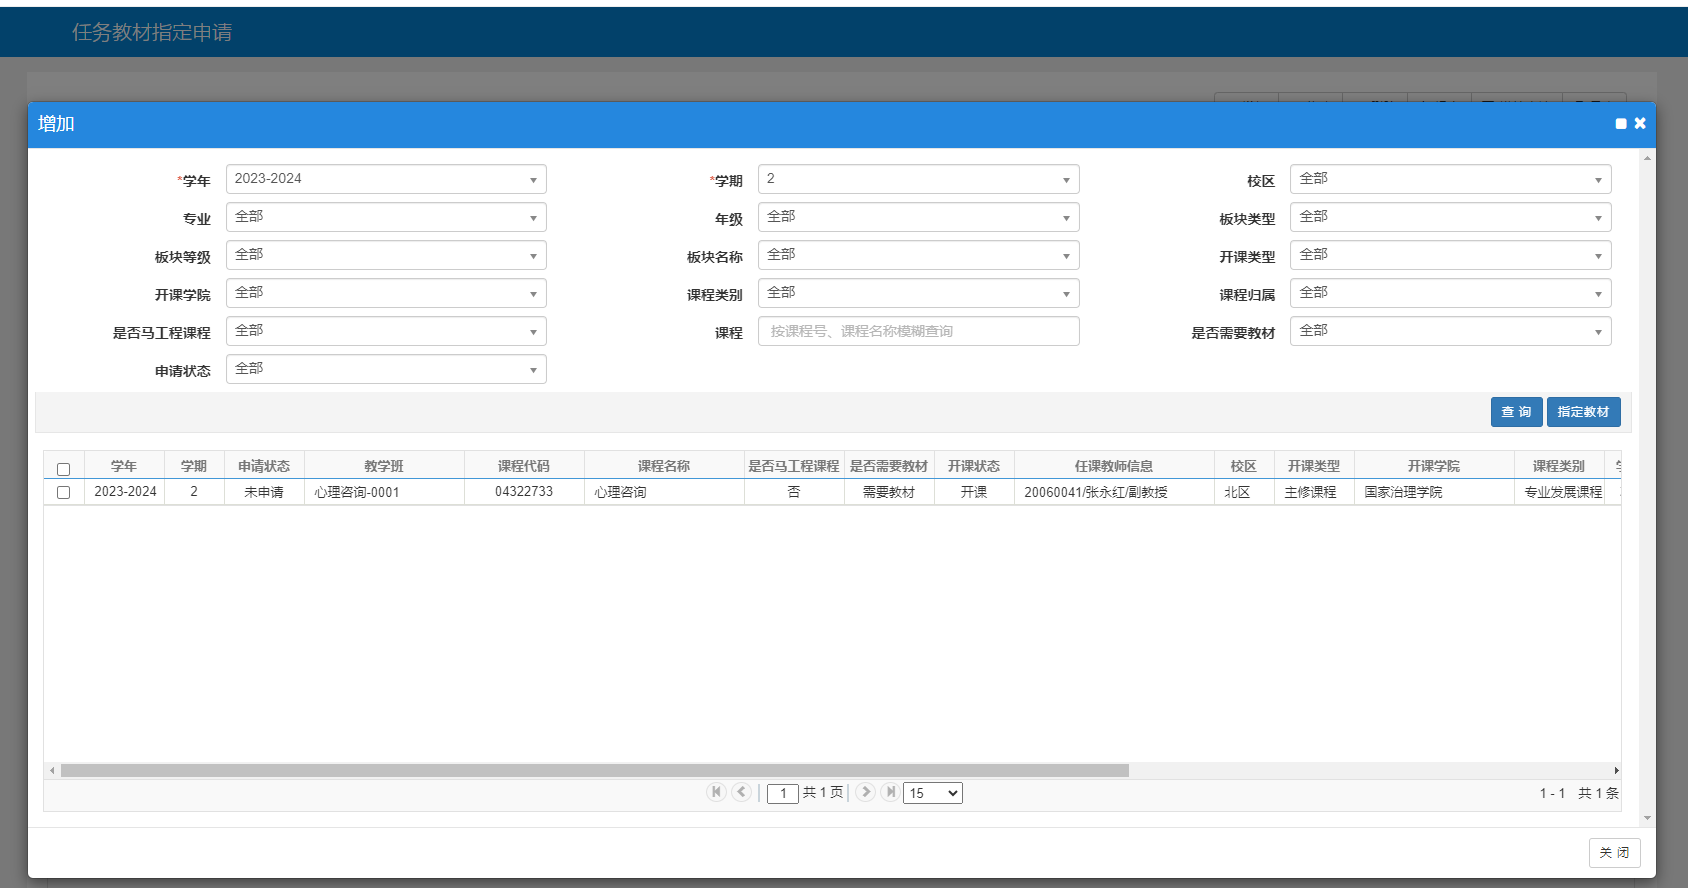 任务教材指定申请
增加
*学年 2023-2024 *学期 2 校区 全部
专业 全部 年级 全部 板块类型 全部
板块等级 全部 板块名称 全部 开课类型 全部
开课学院 全部 课程类别 全部 课程归属 全部
是否马工程课程 全部 课程 按课程号、课程名称模糊查询 是否需要教材 全部
申请状态 全部
查 询 指定教材
学年 学期 申请状态 教学班 课程代码 课程名称 是否马工程课程 是否需要教材 开课状态 任课教师信息 校区 开课类型 开课学院 课程类别
2023-2024 2 未申请 心理咨询-0001 04322733 心理咨询 否 需要教材 开课 20060041/张永红/副教授 北区 主修课程 国家治理学院 专业发展课程
1 共 1 页 15 1 - 1 共 1 条
关 闭